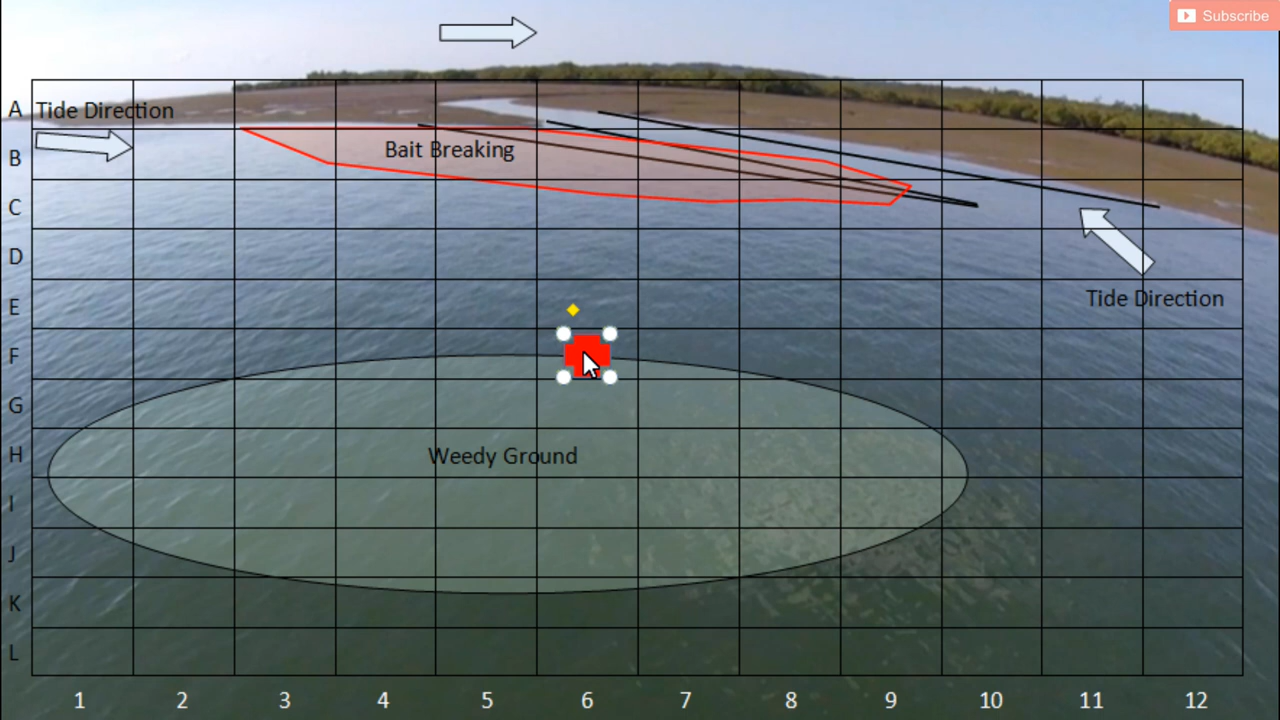 Subscribe
A
Tide Direction
B
Bait Breaking
C
D
Tide Direction
E
F
G
H
Weedy Ground
I
J
K
L
1 2 3 4 5 6 7 8 9 10 11 12